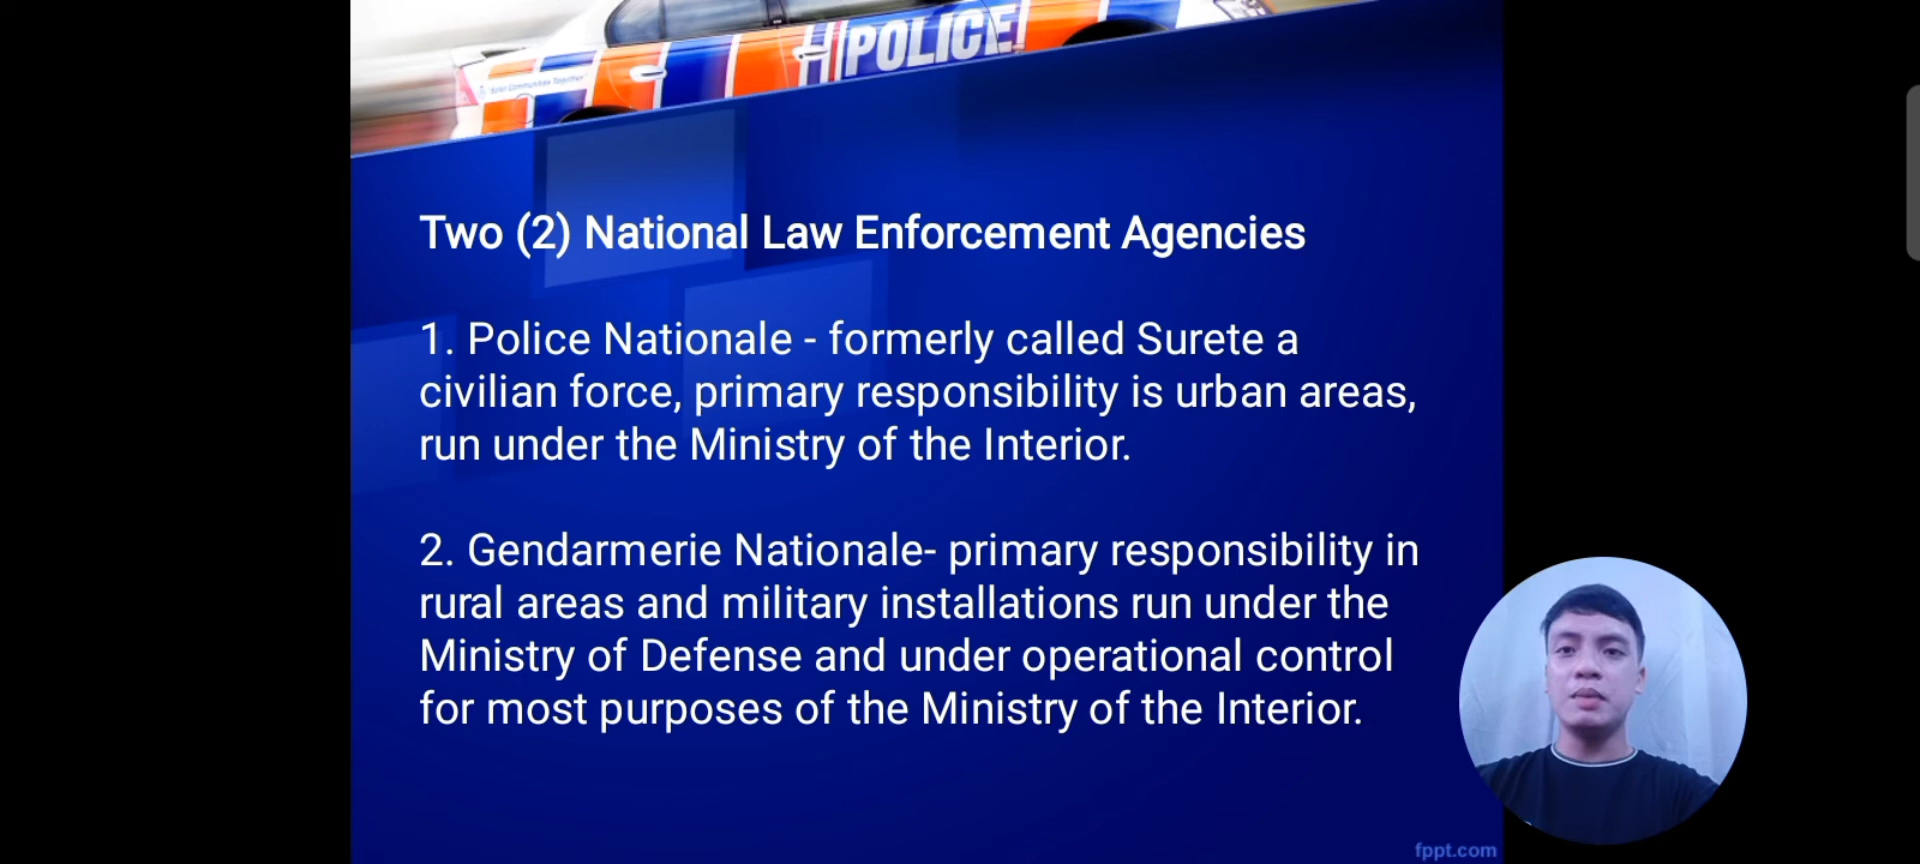 Safer Communities Together
POLICE
Two (2) National Law Enforcement Agencies
1. Police Nationale - formerly called Surete a
civilian force, primary responsibility is urban areas,
run under the Ministry of the Interior.
2. Gendarmerie Nationale- primary responsibility in
rural areas and military installations run under the
Ministry of Defense and under operational control
for most purposes of the Ministry of the Interior.
fppt.com